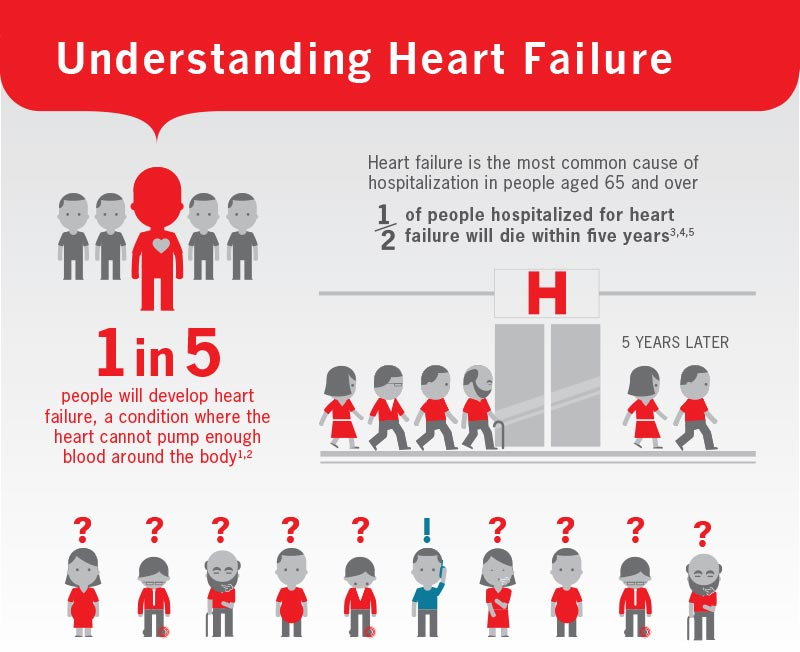 Understanding Heart Failure
Heart failure is the most common cause of
hospitalization in people aged 65 and over
1/2 of people hospitalized for heart
failure will die within five years3,4,5
H
5 YEARS LATER
1 in 5
people will develop heart
failure, a condition where the
heart cannot pump enough
blood around the body1,2
? ? ? ? ? ! ? ? ? ?